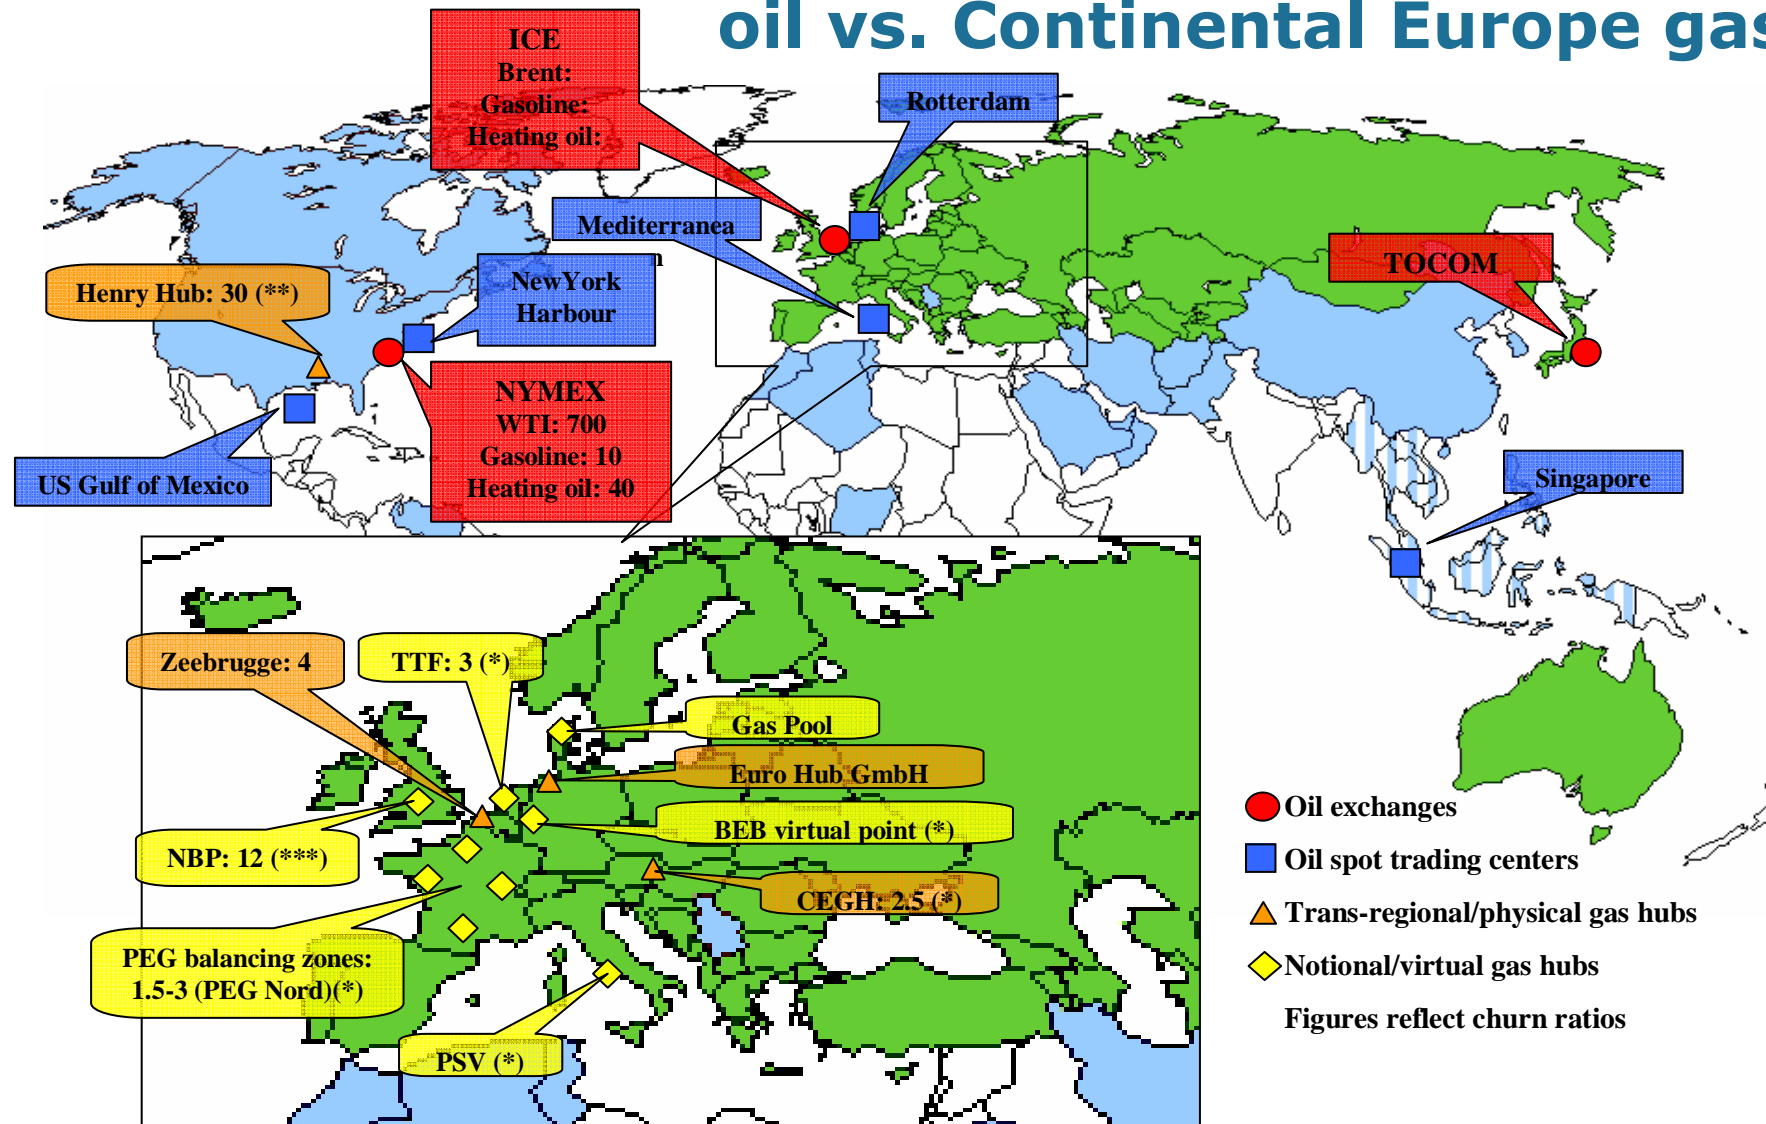 oil vs. Continental Europe gas
ICE
Brent:
Gasoline:
Heating oil:
Rotterdam
Mediterranea
n
NewYork
Harbour
Henry Hub: 30 (**)
TOCOM
NYMEX
WTI: 700
Gasoline: 10
Heating oil: 40
US Gulf of Mexico
Singapore
Zeebrugge: 4
TTF: 3 (*)
Gas Pool
Euro Hub GmbH
BEB virtual point (*)
NBP: 12 (***)
CEGH: 2.5 (*)
PEG balancing zones:
1.5-3 (PEG Nord)(*)
PSV (*)
Oil exchanges
Oil spot trading centers
Trans-regional/physical gas hubs
Notional/virtual gas hubs
Figures reflect churn ratios